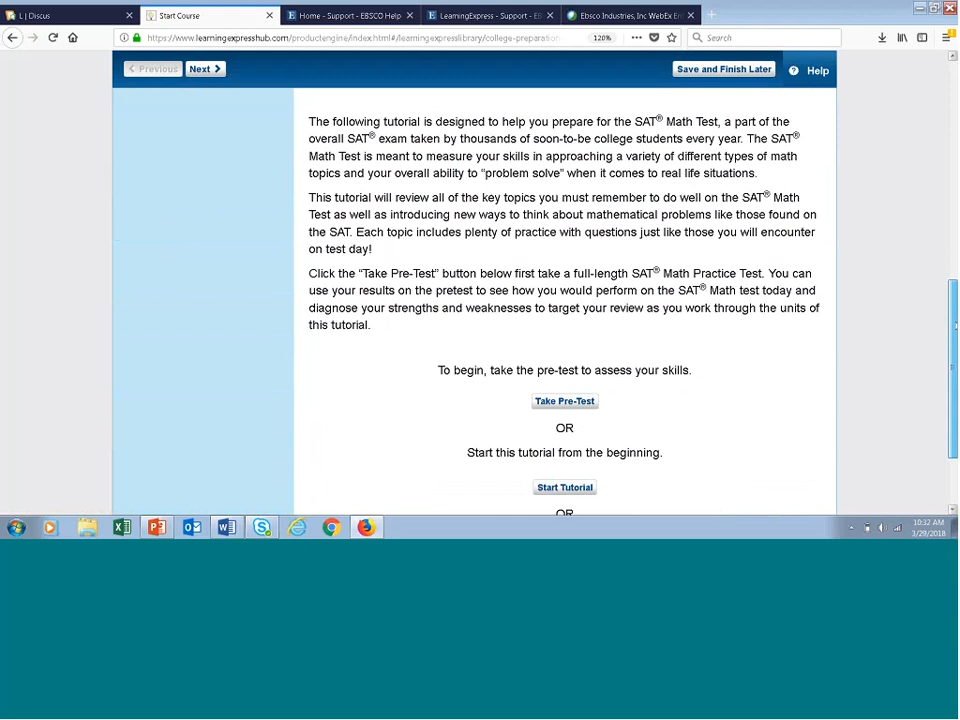 L | Discus
Start Course
Home - Support - EBSCO Help
LearningExpress - Support - EB
Ebsco Industries, Inc WebEx En
https://www.learningexpresshub.com/productengine/index.html#/learningexpresslibrary/college-preparation
120%
Search
Previous
Next
Save and Finish Later
? Help
The following tutorial is designed to help you prepare for the SAT® Math Test, a part of the
overall SAT® exam taken by thousands of soon-to-be college students every year. The SAT®
Math Test is meant to measure your skills in approaching a variety of different types of math
topics and your overall ability to “problem solve” when it comes to real life situations.
This tutorial will review all of the key topics you must remember to do well on the SAT® Math
Test as well as introducing new ways to think about mathematical problems like those found on
the SAT. Each topic includes plenty of practice with questions just like those you will encounter
on test day!
Click the “Take Pre-Test” button below first take a full-length SAT® Math Practice Test. You can
use your results on the pretest to see how you would perform on the SAT® Math test today and
diagnose your strengths and weaknesses to target your review as you work through the units of
this tutorial.
To begin, take the pre-test to assess your skills.
Take Pre-Test
OR
Start this tutorial from the beginning.
Start Tutorial
OR
10:32 AM
3/28/2018